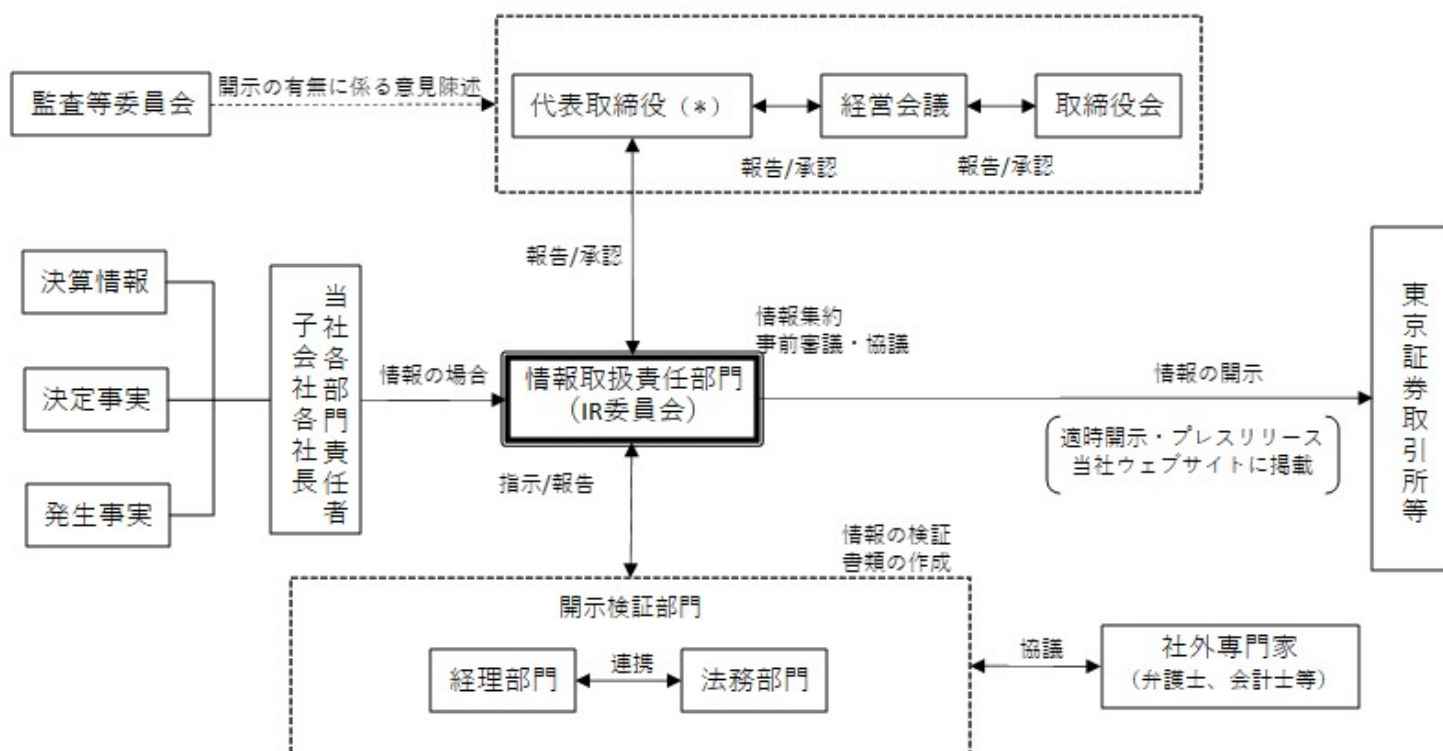 監査等委員会
開示の有無に係る意見陳述
代表取締役（＊）
経営会議
取締役会
報告/承認
報告/承認
報告/承認
決算情報
決定事実
発生事実
当社各部門責任者
子会社各社長
情報の場合
情報取扱責任部門
（IR委員会）
情報集約
事前審議・協議
情報の開示
適時開示・プレスリリース
当社ウェブサイトに掲載
東京証券取引所等
指示/報告
情報の検証
書類の作成
開示検証部門
経理部門
連携
法務部門
協議
社外専門家
（弁護士、会計士等）